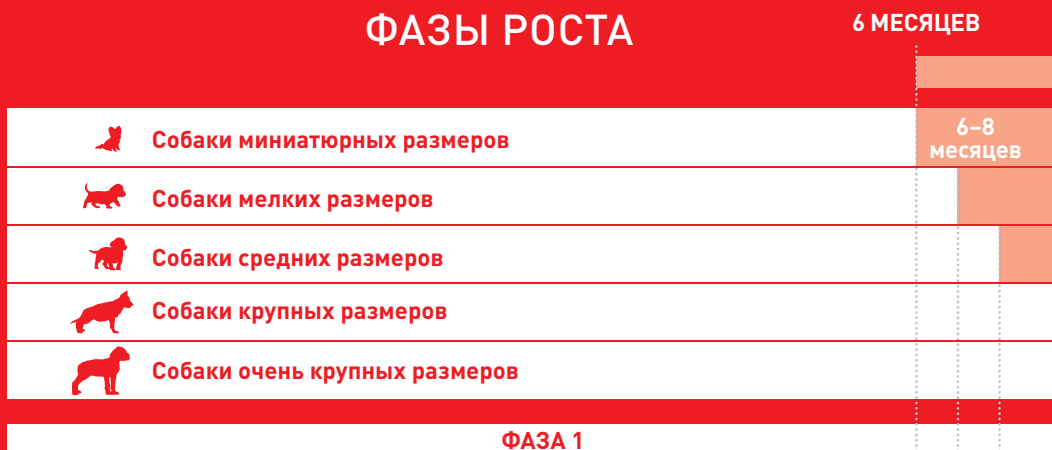 ФАЗЫ РОСТА
6 МЕСЯЦЕВ
Собаки миниатюрных размеров
6–8
месяцев
Собаки мелких размеров
Собаки средних размеров
Собаки крупных размеров
Собаки очень крупных размеров
ФАЗА 1